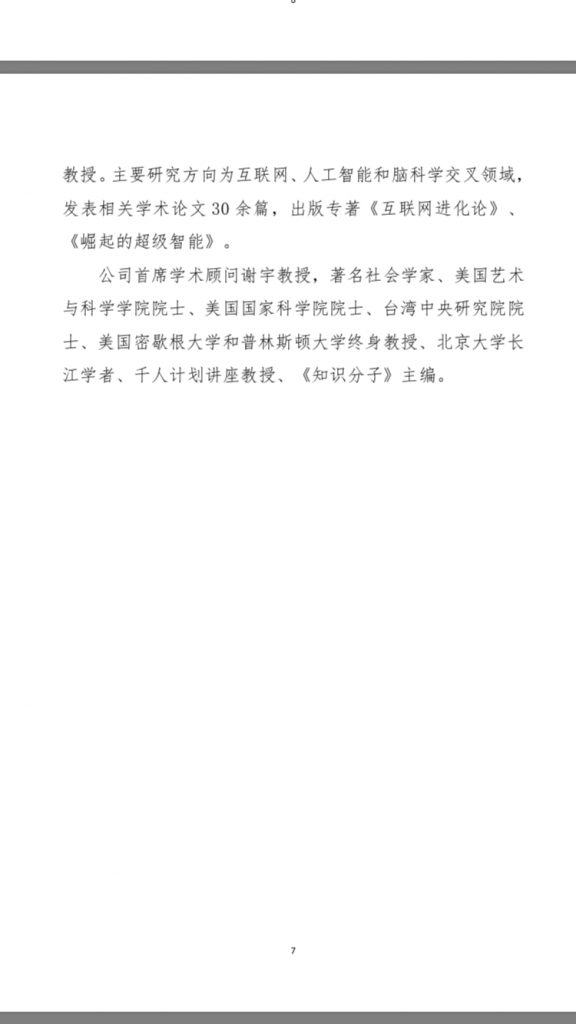 教授。主要研究方向为互联网、人工智能和脑科学交叉领域，
发表相关学术论文 30 余篇，出版专著《互联网进化论》、
《崛起的超级智能》。
公司首席学术顾问谢宇教授，著名社会学家、美国艺术
与科学学院院士、美国国家科学院院士、台湾中央研究院院
士、美国密歇根大学和普林斯顿大学终身教授、北京大学长
江学者、千人计划讲座教授、《知识分子》主编。
7